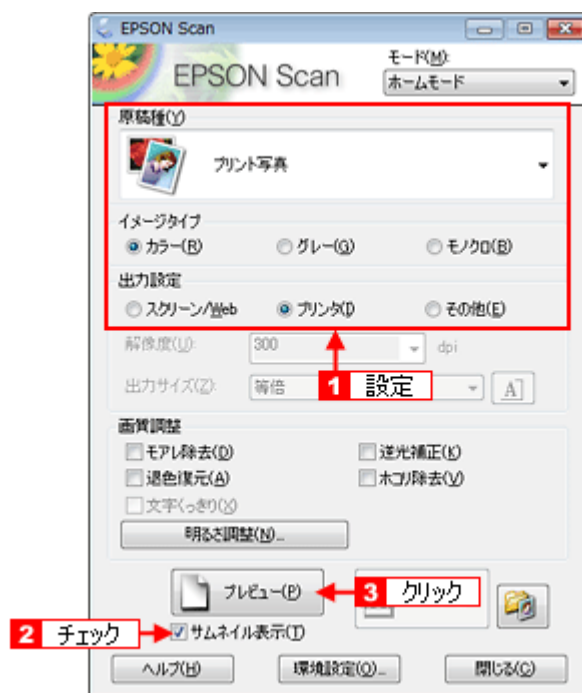 EPSON Scan
EPSON Scan
モード(M):
ホームモード
原稿種(Y)
プリント写真
イメージタイプ
カラー(R) グレー(G) モノクロ(B)
出力設定
スクリーン/Web プリンタ(I) その他(E)
解像度(U): 300 dpi
1 設定
出力サイズ(Z): 等倍 A
画質調整
モアレ除去(D) 逆光補正(K)
退色復元(A) ホコリ除去(V)
文字くっきり(X)
明るさ調整(N)...
プレビュー(P) 3 クリック
2 チェック サムネイル表示(T)
ヘルプ(H) 環境設定(O)... 閉じる(C)